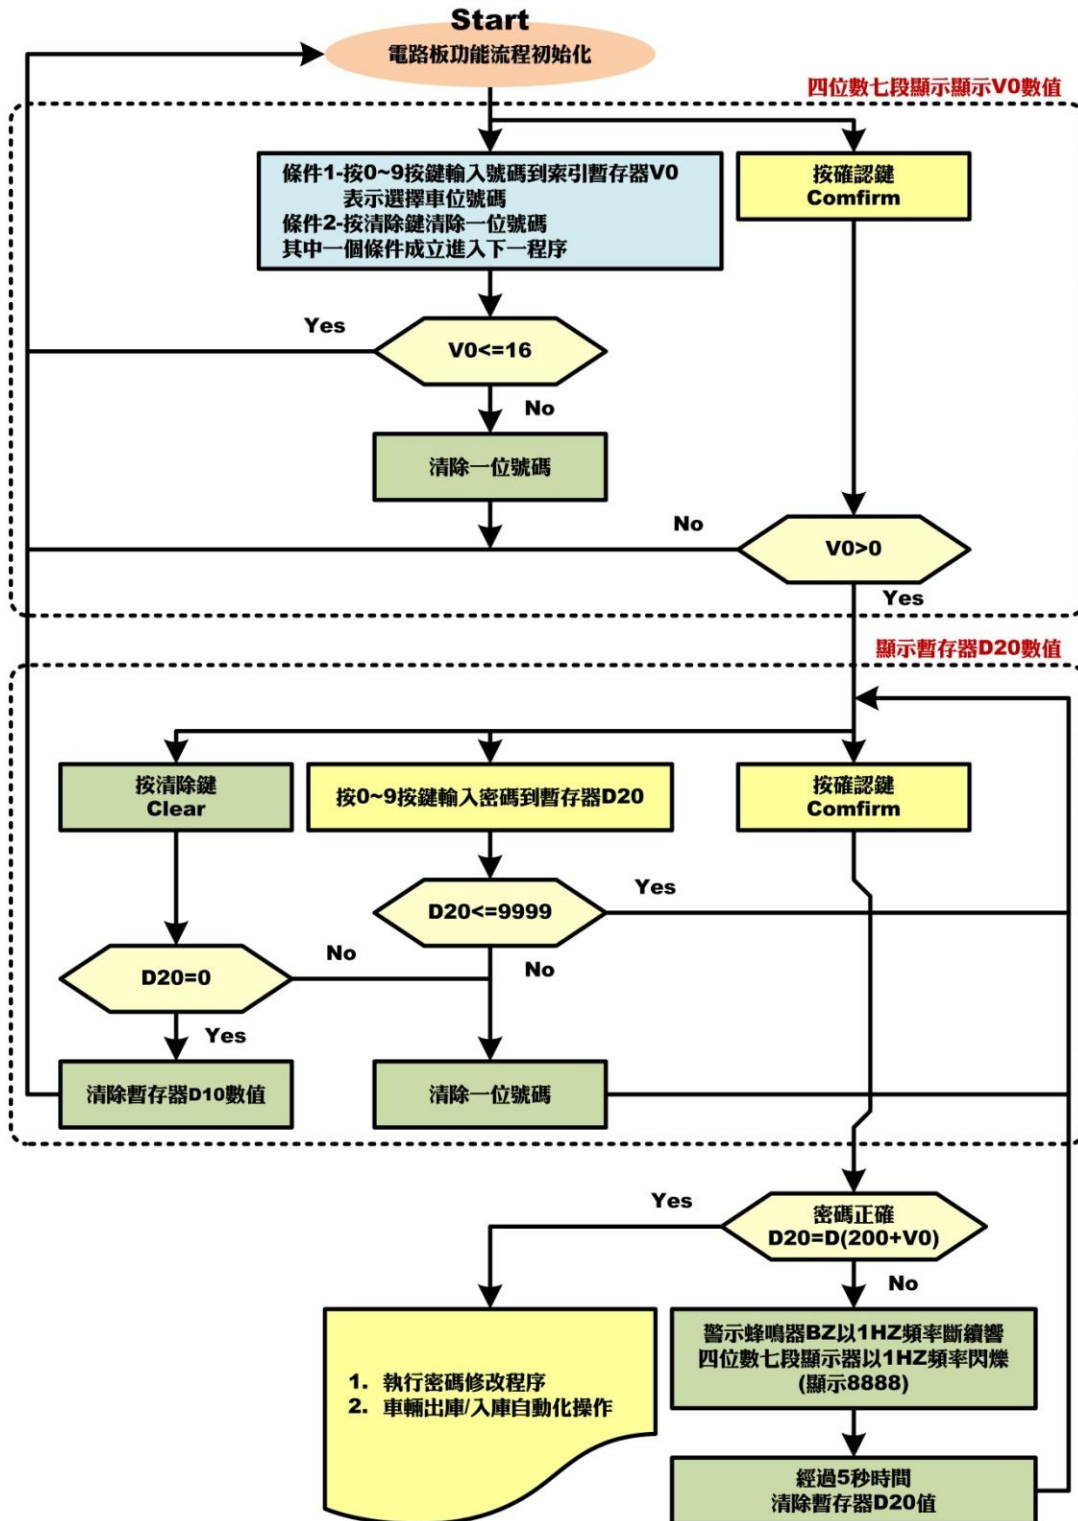 Start
電路板功能流程初始化
四位數七段顯示顯示V0數值
條件1-按0~9按鍵輸入號碼到索引暫存器V0
表示選擇車位號碼
條件2-按清除鍵清除一位號碼
其中一個條件成立進入下一程序
按確認鍵
Comfirm
Yes
V0<=16
No
清除一位號碼
No
V0>0
Yes
顯示暫存器D20數值
按清除鍵
Clear
按0~9按鍵輸入密碼到暫存器D20
按確認鍵
Comfirm
D20<=9999
Yes
D20=0
No
No
Yes
清除暫存器D10數值
清除一位號碼
Yes
密碼正確
D20=D(200+V0)
No
1. 執行密碼修改程序
2. 車輛出庫/入庫自動化操作
警示蜂鳴器BZ以1HZ頻率斷續響
四位數七段顯示器以1HZ頻率閃爍
(顯示8888)
經過5秒時間
清除暫存器D20值